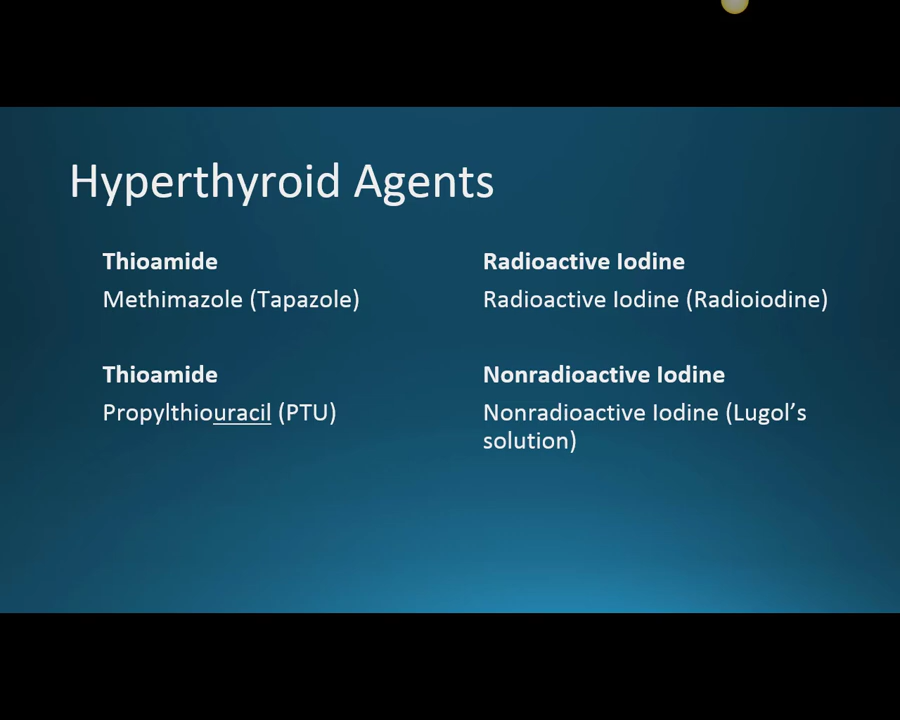 Hyperthyroid Agents
Thioamide
Methimazole (Tapazole)
Thioamide
Propylthiouracil (PTU)
Radioactive Iodine
Radioactive Iodine (Radioiodine)
Nonradioactive Iodine
Nonradioactive Iodine (Lugol’s
solution)